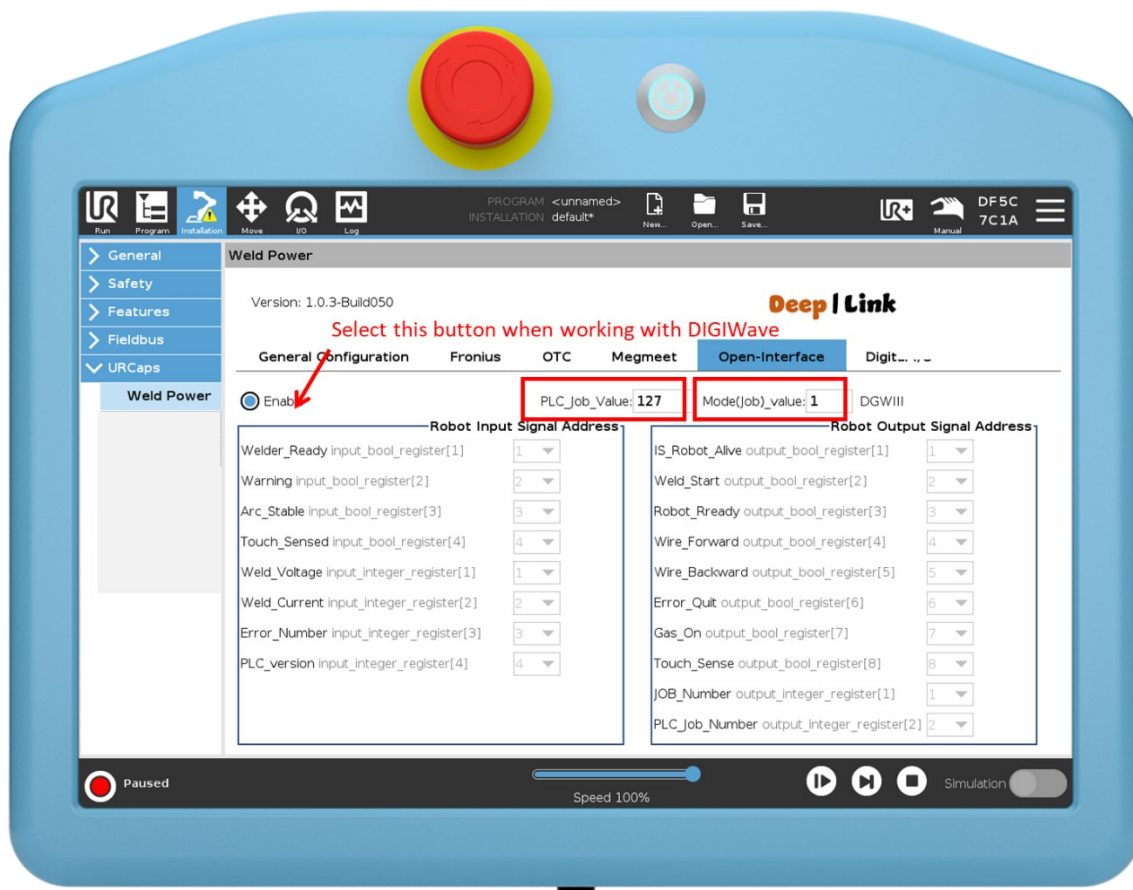 UR
Run
Program
Installation
Move
I/O
Log
PROGRAM <unnamed>
INSTALLATION default*
New...
Open...
Save...
UR+
Manual
DF5C
7C1A
General
Safety
Features
Fieldbus
URCaps
Weld Power
Weld Power
Version: 1.0.3-Build050
Deep | Link
Select this button when working with DIGIWave
General Configuration Fronius OTC Megmeet Open-Interface
PLC_Job_Value: 127 Mode(Job)_value: 1 DGWIII
Robot Input Signal Address
Welder_Ready input_bool_register[1] 1
Warning input_bool_register[2] 2
Arc_Stable input_bool_register[3] 3
Touch_Sensed input_bool_register[4] 4
Weld_Voltage input_integer_register[1] 1
Weld_Current input_integer_register[2] 2
Error_Number input_integer_register[3] 3
PLC_version input_integer_register[4] 4
Robot Output Signal Address
IS_Robot_Alive output_bool_register[1] 1
Weld_Start output_bool_register[2] 2
Robot_Rready output_bool_register[3] 3
Wire_Forward output_bool_register[4] 4
Wire_Backward output_bool_register[5] 5
Error_Quit output_bool_register[6] 6
Gas_On output_bool_register[7] 7
Touch_Sense output_bool_register[8] 8
JOB_Number output_integer_register[1] 1
PLC_Job_Number output_integer_register[2] 2
Paused
Speed 100%
Simulation